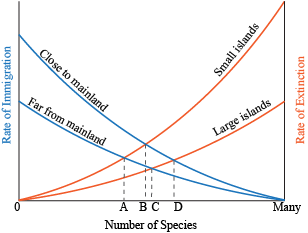 Close to mainland
Far from mainland
Small islands
Large islands
Rate of Immigration
Rate of Extinction
0
A
B
C
D
Many
Number of Species